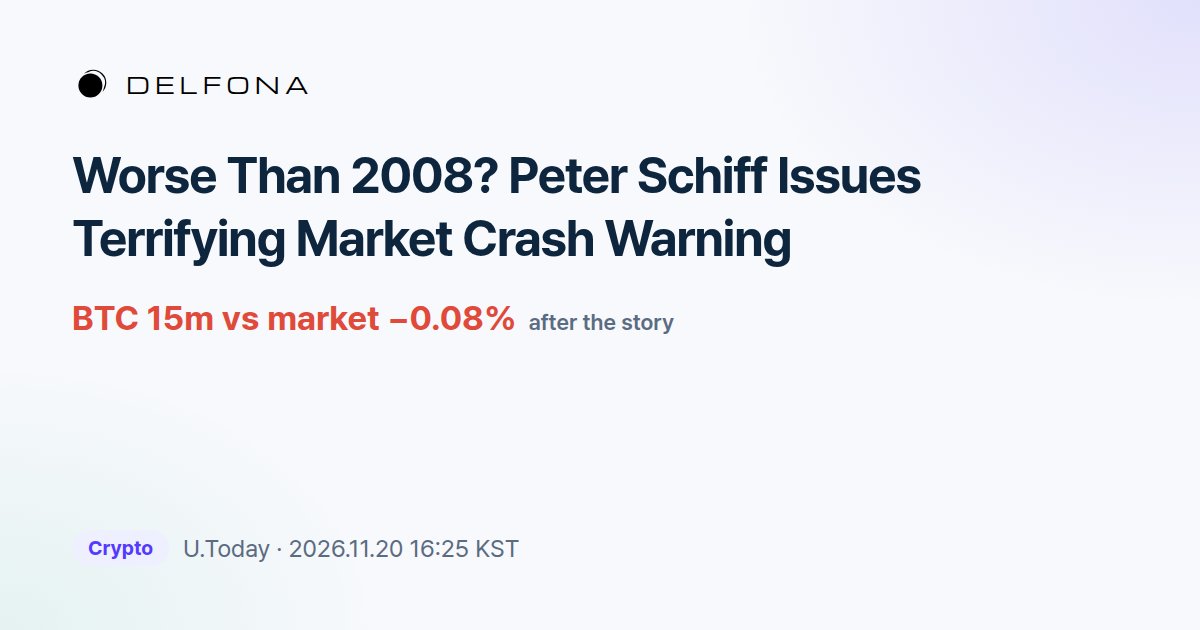 DELFONA
Worse Than 2008? Peter Schiff Issues
Terrifying Market Crash Warning
BTC 15m vs market −0.08% after the story
Crypto U.Today · 2026.11.20 16:25 KST